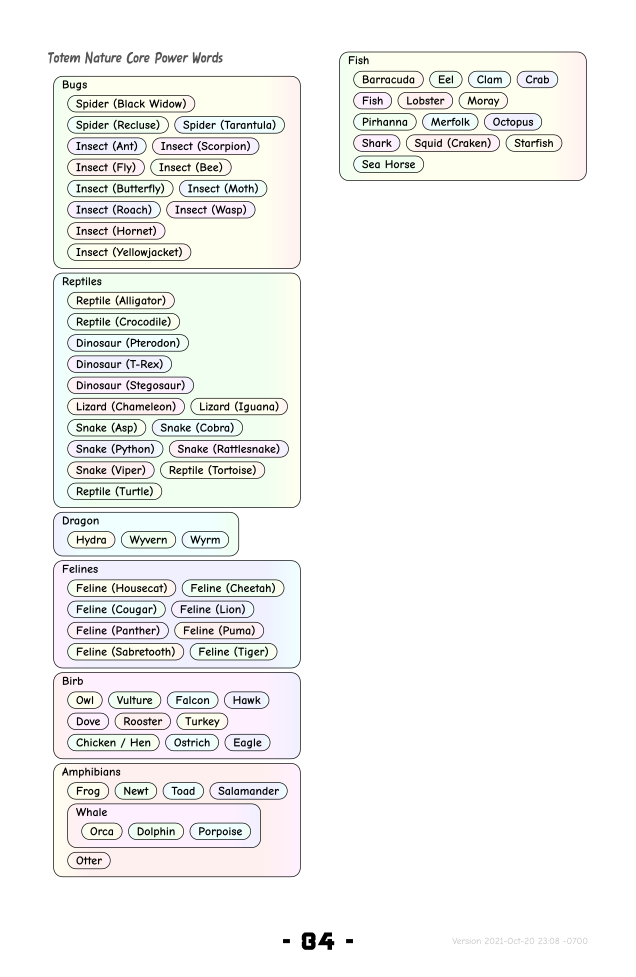 Totem Nature Core Power Words
Bugs
Spider (Black Widow)
Spider (Recluse) Spider (Tarantula)
Insect (Ant) Insect (Scorpion)
Insect (Fly) Insect (Bee)
Insect (Butterfly) Insect (Moth)
Insect (Roach) Insect (Wasp)
Insect (Hornet)
Insect (Yellowjacket)
Reptiles
Reptile (Alligator)
Reptile (Crocodile)
Dinosaur (Pterodon)
Dinosaur (T-Rex)
Dinosaur (Stegosaur)
Lizard (Chameleon) Lizard (Iguana)
Snake (Asp) Snake (Cobra)
Snake (Python) Snake (Rattlesnake)
Snake (Viper) Reptile (Tortoise)
Reptile (Turtle)
Dragon
Hydra Wyvern Wyrm
Felines
Feline (Housecat) Feline (Cheetah)
Feline (Cougar) Feline (Lion)
Feline (Panther) Feline (Puma)
Feline (Sabretooth) Feline (Tiger)
Birb
Owl Vulture Falcon Hawk
Dove Rooster Turkey
Chicken / Hen Ostrich Eagle
Amphibians
Frog Newt Toad Salamander
Whale
Orca Dolphin Porpoise
Otter
Fish
Barracuda Eel Clam Crab
Fish Lobster Moray
Pirhanna Merfolk Octopus
Shark Squid (Craken) Starfish
Sea Horse
- 84 -
Version 2021-Oct-20 23:08 -0700